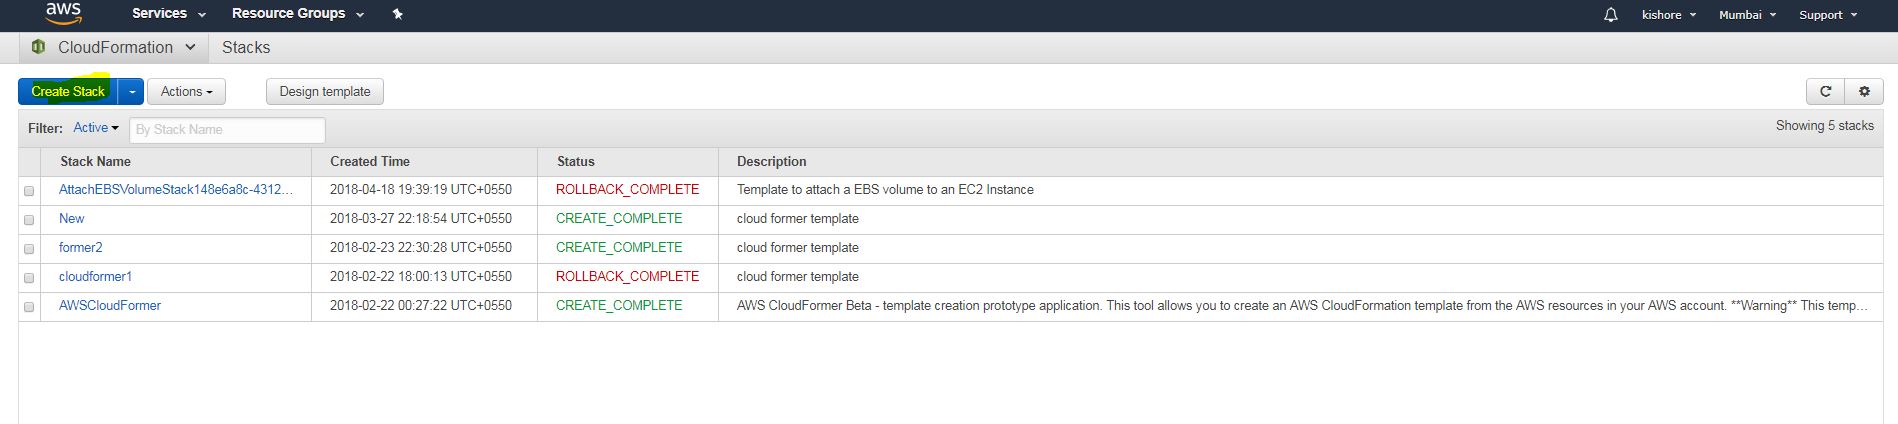 aws Services Resource Groups kishore Mumbai Support
CloudFormation Stacks
Create Stack Actions Design template
Filter: Active By Stack Name Showing 5 stacks
Stack Name Created Time Status Description
AttachEBSVolumeStack148e6a8c-4312... 2018-04-18 19:39:19 UTC+0550 ROLLBACK_COMPLETE Template to attach a EBS volume to an EC2 Instance
New 2018-03-27 22:18:54 UTC+0550 CREATE_COMPLETE cloud former template
former2 2018-02-23 22:30:28 UTC+0550 CREATE_COMPLETE cloud former template
cloudformer1 2018-02-22 18:00:13 UTC+0550 ROLLBACK_COMPLETE cloud former template
AWSCloudFormer 2018-02-22 00:27:22 UTC+0550 CREATE_COMPLETE AWS CloudFormer Beta - template creation prototype application. This tool allows you to create an AWS CloudFormation template from the AWS resources in your AWS account. **Warning** This temp...